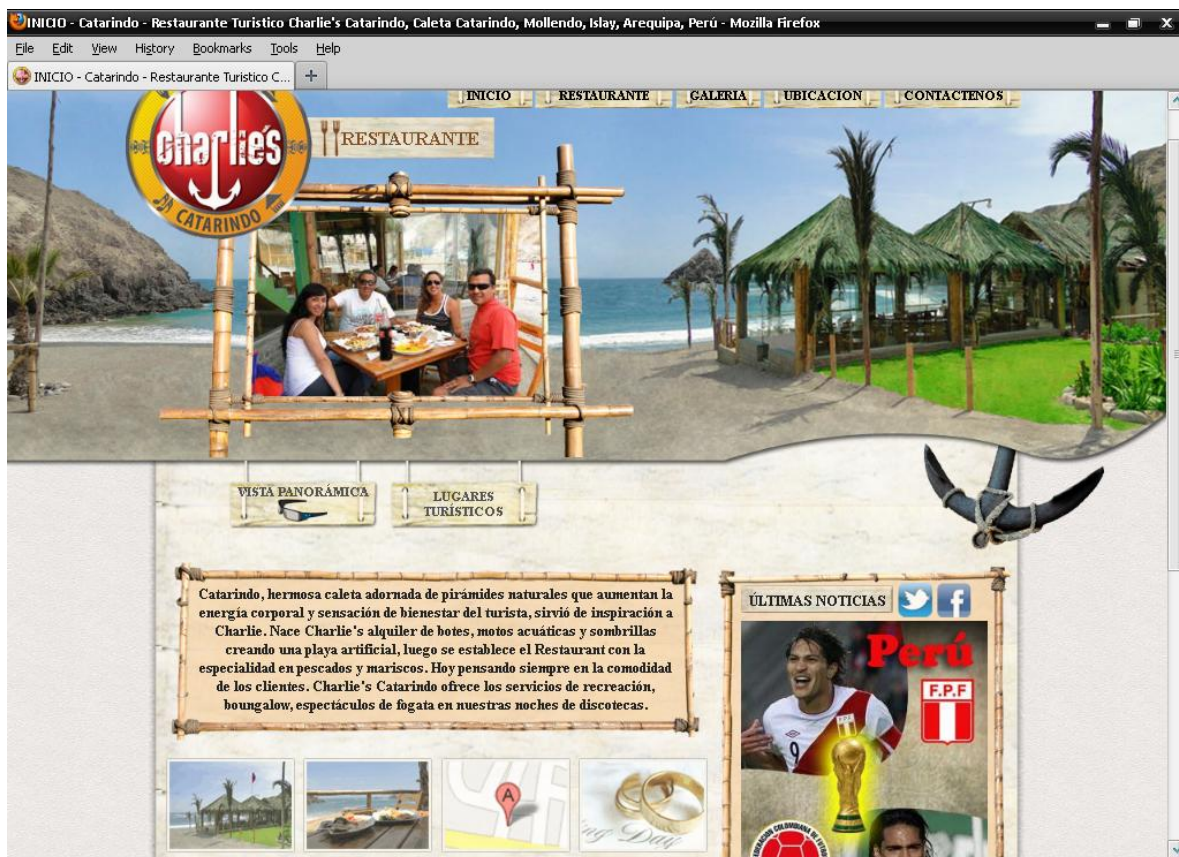 INICIO - Catarindo - Restaurante Turistico Charlie's Catarindo, Caleta Catarindo, Mollendo, Islay, Arequipa, Perú - Mozilla Firefox
File Edit View History Bookmarks Tools Help
INICIO - Catarindo - Restaurante Turistico C...
INICIO RESTAURANTE GALERIA UBICACION CONTACTENOS
charlie's
CATARINDO
RESTAURANTE
VISTA PANORÁMICA
LUGARES
TURÍSTICOS
Catarindo, hermosa caleta adornada de pirámides naturales que aumentan la
energía corporal y sensación de bienestar del turista, sirvió de inspiración a
Charlie. Nace Charlie's alquiler de botes, motos acuáticas y sombrillas
creando una playa artificial, luego se establece el Restaurant con la
especialidad en pescados y mariscos. Hoy pensando siempre en la comodidad
de los clientes. Charlie's Catarindo ofrece los servicios de recreación,
boungalow, espectáculos de fogata en nuestras noches de discotecas.
ÚLTIMAS NOTICIAS
Perú
F.P.F
9
A
Day